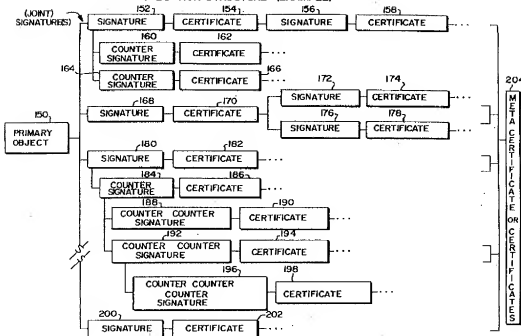 (JOINT)
SIGNATURE(S)
152
154
156
158
SIGNATURE
CERTIFICATE
SIGNATURE
CERTIFICATE
160
162
COUNTER
SIGNATURE
CERTIFICATE
164
166
COUNTER
SIGNATURE
CERTIFICATE
172
174
SIGNATURE
CERTIFICATE
168
170
SIGNATURE
CERTIFICATE
176
178
SIGNATURE
CERTIFICATE
150
PRIMARY
OBJECT
180
182
SIGNATURE
CERTIFICATE
184
186
COUNTER
SIGNATURE
CERTIFICATE
188
190
COUNTER COUNTER
SIGNATURE
CERTIFICATE
192
194
COUNTER COUNTER
SIGNATURE
CERTIFICATE
196
198
COUNTER COUNTER
COUNTER
SIGNATURE
CERTIFICATE
200
202
SIGNATURE
CERTIFICATE
204
META CERTIFICATE OR CERTIFICATES